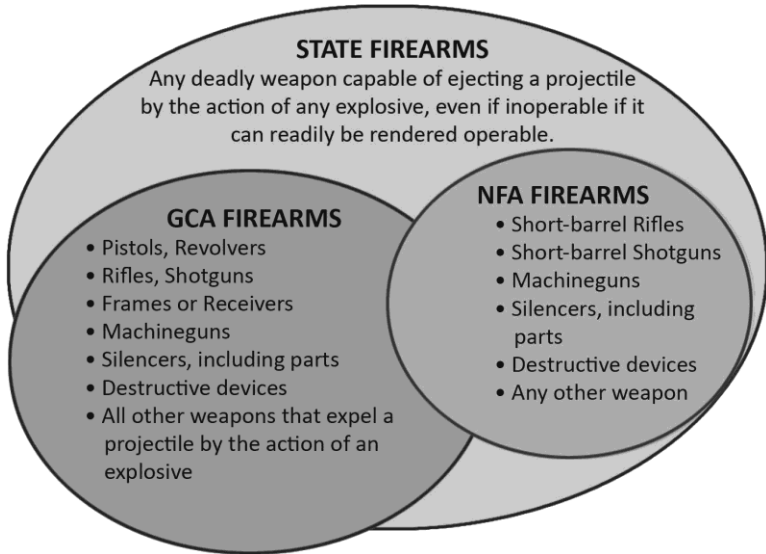 STATE FIREARMS
Any deadly weapon capable of ejecting a projectile
by the action of any explosive, even if inoperable if it
can readily be rendered operable.
GCA FIREARMS
• Pistols, Revolvers
• Rifles, Shotguns
• Frames or Receivers
• Machineguns
• Silencers, including parts
• Destructive devices
• All other weapons that expel a
projectile by the action of an
explosive
NFA FIREARMS
• Short-barrel Rifles
• Short-barrel Shotguns
• Machineguns
• Silencers, including
parts
• Destructive devices
• Any other weapon